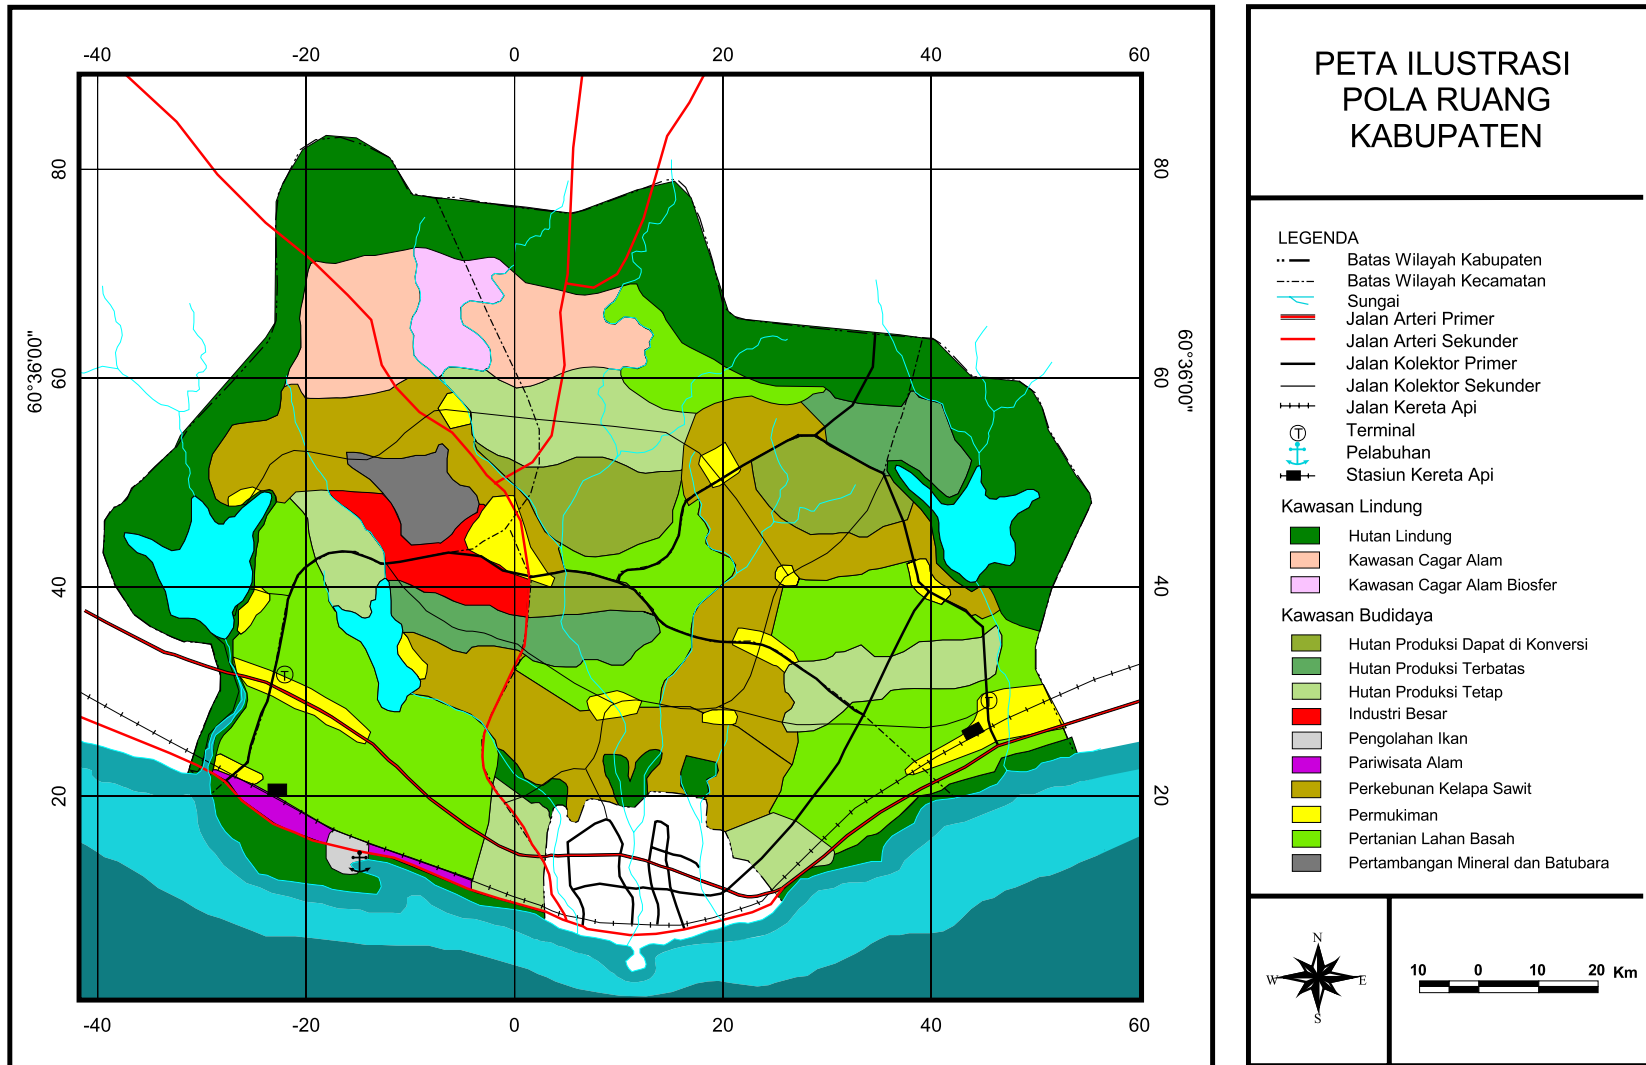 -40 -20 0 20 40 60
80 80
60 60
60°36'00" 60°36'00"
40 40
20 20
T
T
-40 -20 0 20 40 60
PETA ILUSTRASI
POLA RUANG
KABUPATEN
LEGENDA
Batas Wilayah Kabupaten
Batas Wilayah Kecamatan
Sungai
Jalan Arteri Primer
Jalan Arteri Sekunder
Jalan Kolektor Primer
Jalan Kolektor Sekunder
Jalan Kereta Api
T Terminal
Pelabuhan
Stasiun Kereta Api
Kawasan Lindung
Hutan Lindung
Kawasan Cagar Alam
Kawasan Cagar Alam Biosfer
Kawasan Budidaya
Hutan Produksi Dapat di Konversi
Hutan Produksi Terbatas
Hutan Produksi Tetap
Industri Besar
Pengolahan Ikan
Pariwisata Alam
Perkebunan Kelapa Sawit
Permukiman
Pertanian Lahan Basah
Pertambangan Mineral dan Batubara
N
W E
S
10 0 10 20 Km